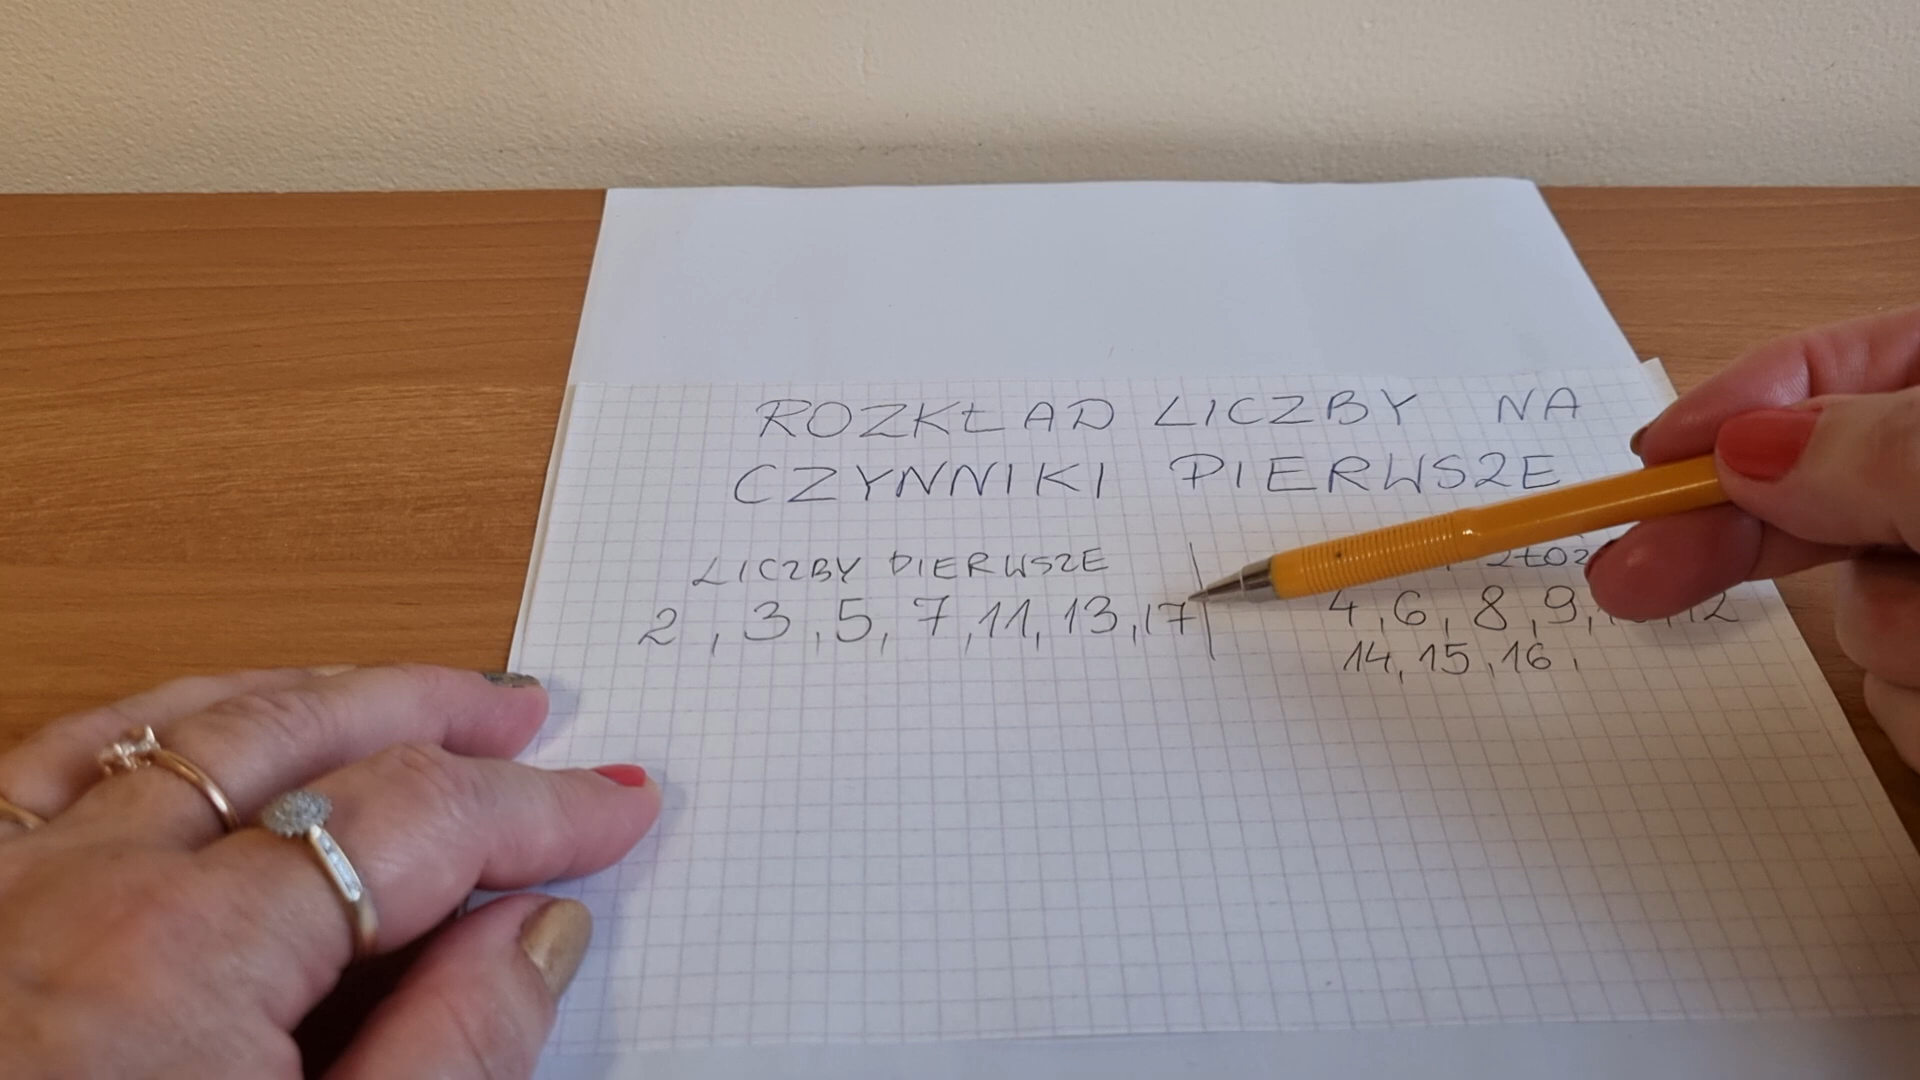 ROZKŁAD LICZBY NA
CZYNNIKI PIERWSZE
LICZBY PIERWSZE
2, 3, 5, 7, 11, 13, 17
4, 6, 8, 9, 12
14, 15, 16,